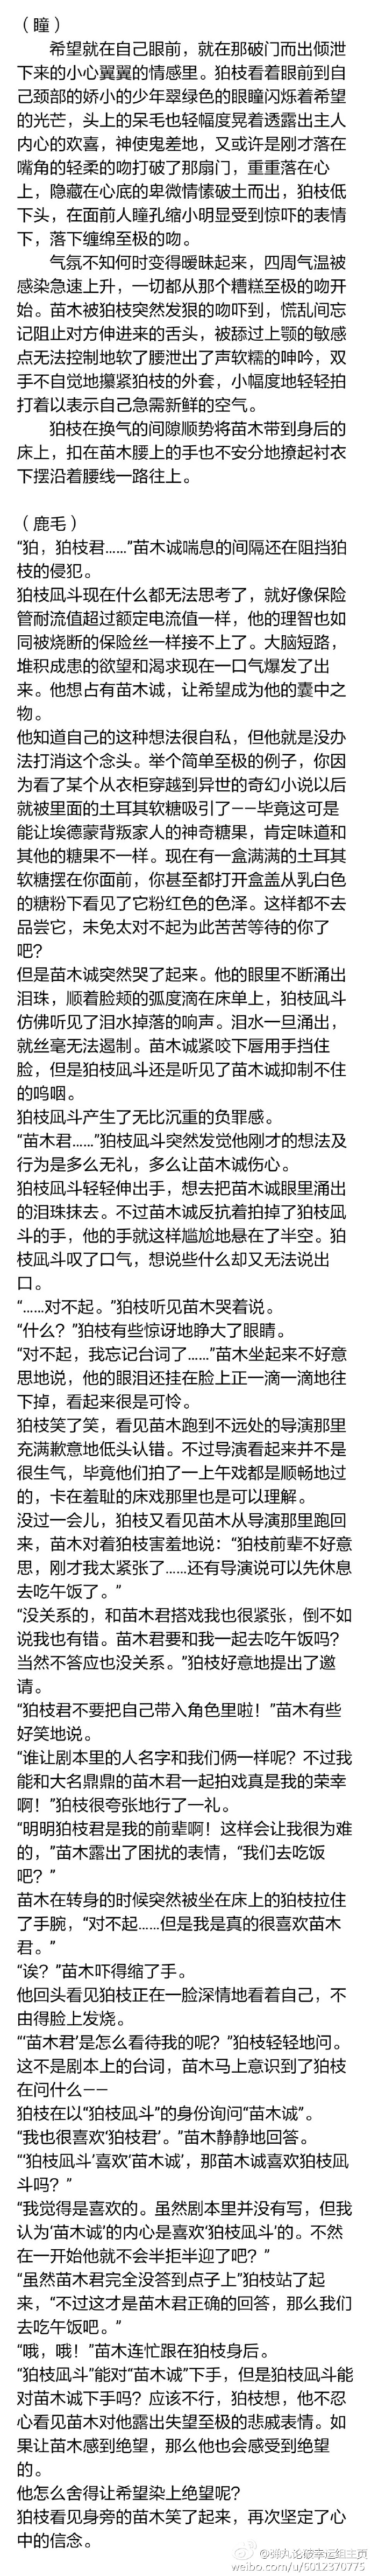 （瞳）
希望就在自己眼前，就在那破门而出倾泄
下来的小心翼翼的情感里。狛枝看着眼前到自
己颈部的娇小的少年翠绿色的眼瞳闪烁着希望
的光芒，头上的呆毛也轻幅度晃着透露出主人
内心的欢喜，神使鬼差地，又或许是刚才落在
嘴角的轻柔的吻打破了那扇门，重重落在心
上，隐藏在心底的卑微情愫破土而出，狛枝低
下头，在面前人瞳孔缩小明显受到惊吓的表情
下，落下缠绵至极的吻。
气氛不知何时变得暧昧起来，四周气温被
感染急速上升，一切都从那个糟糕至极的吻开
始。苗木被狛枝突然发狠的吻吓到，慌乱间忘
记阻止对方伸进来的舌头，被舔过上颚的敏感
点无法控制地软了腰泄出了声软糯的呻吟，双
手不自觉地攥紧狛枝的外套，小幅度地轻轻拍
打着以表示自己急需新鲜的空气。
狛枝在换气的间隙顺势将苗木带到身后的
床上，扣在苗木腰上的手也不安分地撩起衬衣
下摆沿着腰线一路往上。
（鹿毛）
“狛，狛枝君……”苗木诚喘息的间隔还在阻挡狛
枝的侵犯。
狛枝凪斗现在什么都无法思考了，就好像保险
管耐流值超过额定电流值一样，他的理智也如
同被烧断的保险丝一样接不上了。大脑短路，
堆积成患的欲望和渴求现在一口气爆发了出
来。他想占有苗木诚，让希望成为他的囊中之
物。
他知道自己的这种想法很自私，但他就是没办
法打消这个念头。举个简单至极的例子，你因
为看了某个从衣柜穿越到异世的奇幻小说以后
就被里面的土耳其软糖吸引了——毕竟这可是
能让埃德蒙背叛家人的神奇糖果，肯定味道和
其他的糖果不一样。现在有一盒满满的土耳其
软糖摆在你面前，你甚至都打开盒盖从乳白色
的糖粉下看见了它粉红色的色泽。这样都不去
品尝它，未免太对不起为此苦苦等待的你了
吧？
但是苗木诚突然哭了起来。他的眼里不断涌出
泪珠，顺着脸颊的弧度滴在床单上，狛枝凪斗
仿佛听见了泪水掉落的响声。泪水一旦涌出，
就丝毫无法遏制。苗木诚紧咬下唇用手挡住
脸，但是狛枝凪斗还是听见了苗木诚抑制不住
的呜咽。
狛枝凪斗产生了无比沉重的负罪感。
“苗木君……”狛枝凪斗突然发觉他刚才的想法及
行为是多么无礼，多么让苗木诚伤心。
狛枝凪斗轻轻伸出手，想去把苗木诚眼里涌出
的泪珠抹去。不过苗木诚反抗着拍掉了狛枝凪
斗的手，他的手就这样尴尬地悬在了半空。狛
枝凪斗叹了口气，想说些什么却又无法说出
口。
“……对不起。”狛枝听见苗木哭着说。
“什么？”狛枝有些惊讶地睁大了眼睛。
“对不起，我忘记台词了……”苗木坐起来不好意
思地说，他的眼泪还挂在脸上正一滴一滴地往
下掉，看起来很是可怜。
狛枝笑了笑，看见苗木跑到不远处的导演那里
充满歉意地低头认错。不过导演看起来并不是
很生气，毕竟他们拍了一上午戏都是顺畅地过
的，卡在羞耻的床戏那里也是可以理解。
没过一会儿，狛枝又看见苗木从导演那里跑回
来，苗木对着狛枝害羞地说：“狛枝前辈不好意
思，刚才我太紧张了……还有导演说可以先休息
去吃午饭了。”
“没关系的，和苗木君搭戏我也很紧张，倒不如
说我也有错。苗木君要和我一起去吃午饭吗？
当然不答应也没关系。”狛枝好意地提出了邀
请。
“狛枝君不要把自己带入角色里啦！”苗木有些
好笑地说。
“谁让剧本里的人名字和我们俩一样呢？不过我
能和大名鼎鼎的苗木君一起拍戏真是我的荣幸
啊！”狛枝很夸张地行了一礼。
“明明狛枝君是我的前辈啊！这样会让我很为难
的，”苗木露出了困扰的表情，“我们去吃饭
吧？”
苗木在转身的时候突然被坐在床上的狛枝拉住
了手腕，“对不起……但是我是真的很喜欢苗木
君。”
“诶？”苗木吓得缩了手。
他回头看见狛枝正在一脸深情地看着自己，不
由得脸上发烧。
“‘苗木君’是怎么看待我的呢？”狛枝轻轻地问。
这不是剧本上的台词，苗木马上意识到了狛枝
在问什么——
狛枝在以“狛枝凪斗”的身份询问“苗木诚”。
“我也很喜欢‘狛枝君’。”苗木静静地回答。
“‘狛枝凪斗’喜欢‘苗木诚’，那苗木诚喜欢狛枝凪
斗吗？”
“我觉得是喜欢的。虽然剧本里并没有写，但我
认为‘苗木诚’的内心是喜欢‘狛枝凪斗’的。不然
在一开始他就不会半拒半迎了吧？”
“虽然苗木君完全没答到点子上”狛枝站了起
来，“不过这才是苗木君正确的回答，那么我们
去吃午饭吧。”
“哦，哦！”苗木连忙跟在狛枝身后。
“狛枝凪斗”能对“苗木诚”下手，但是狛枝凪斗能
对苗木诚下手吗？应该不行，狛枝想，他不忍
心看见苗木对他露出失望至极的悲戚表情。如
果让苗木感到绝望，那么他也会感受到绝望
的。
他怎么舍得让希望染上绝望呢？
狛枝看见身旁的苗木笑了起来，再次坚定了心
中的信念。
@弹丸论破幸运组主页
weibo.com/u/6012370775